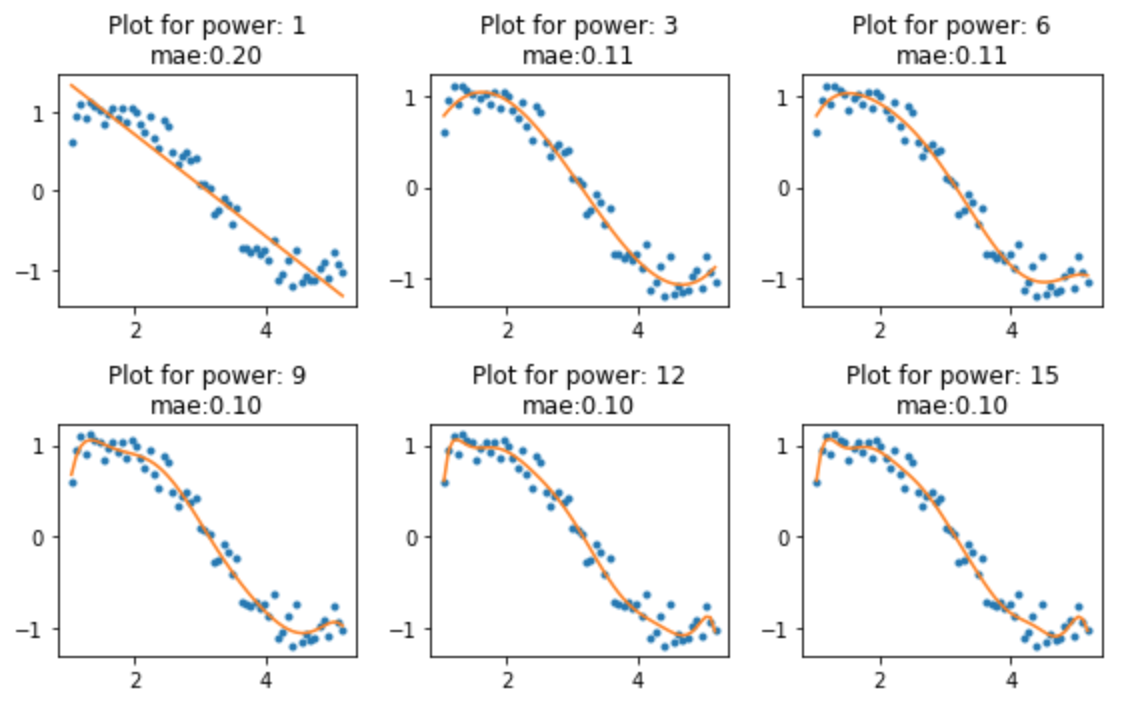 Plot for power: 1
mae:0.20
1
0
−1
2 4
Plot for power: 3
mae:0.11
1
0
−1
2 4
Plot for power: 6
mae:0.11
1
0
−1
2 4
Plot for power: 9
mae:0.10
1
0
−1
2 4
Plot for power: 12
mae:0.10
1
0
−1
2 4
Plot for power: 15
mae:0.10
1
0
−1
2 4